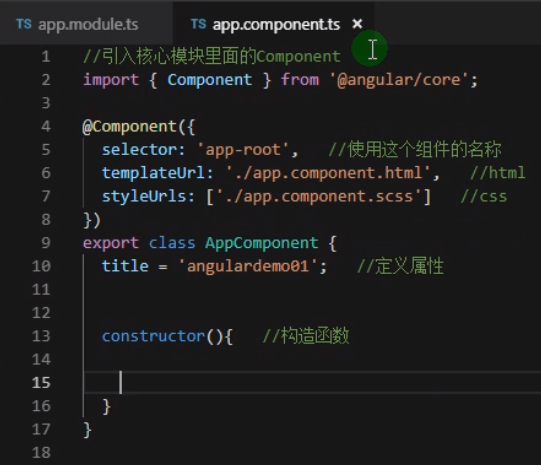 TS app.module.ts
TS app.component.ts ×
1 //引入核心模块里面的Component
2 import { Component } from '@angular/core';
3
4 @Component({
5 selector: 'app-root', //使用这个组件的名称
6 templateUrl: './app.component.html', //html
7 styleUrls: ['./app.component.scss'] //css
8 })
9 export class AppComponent {
10 title = 'angulardemo01'; //定义属性
11
12
13 constructor(){ //构造函数
14
15
16 }
17 }
18